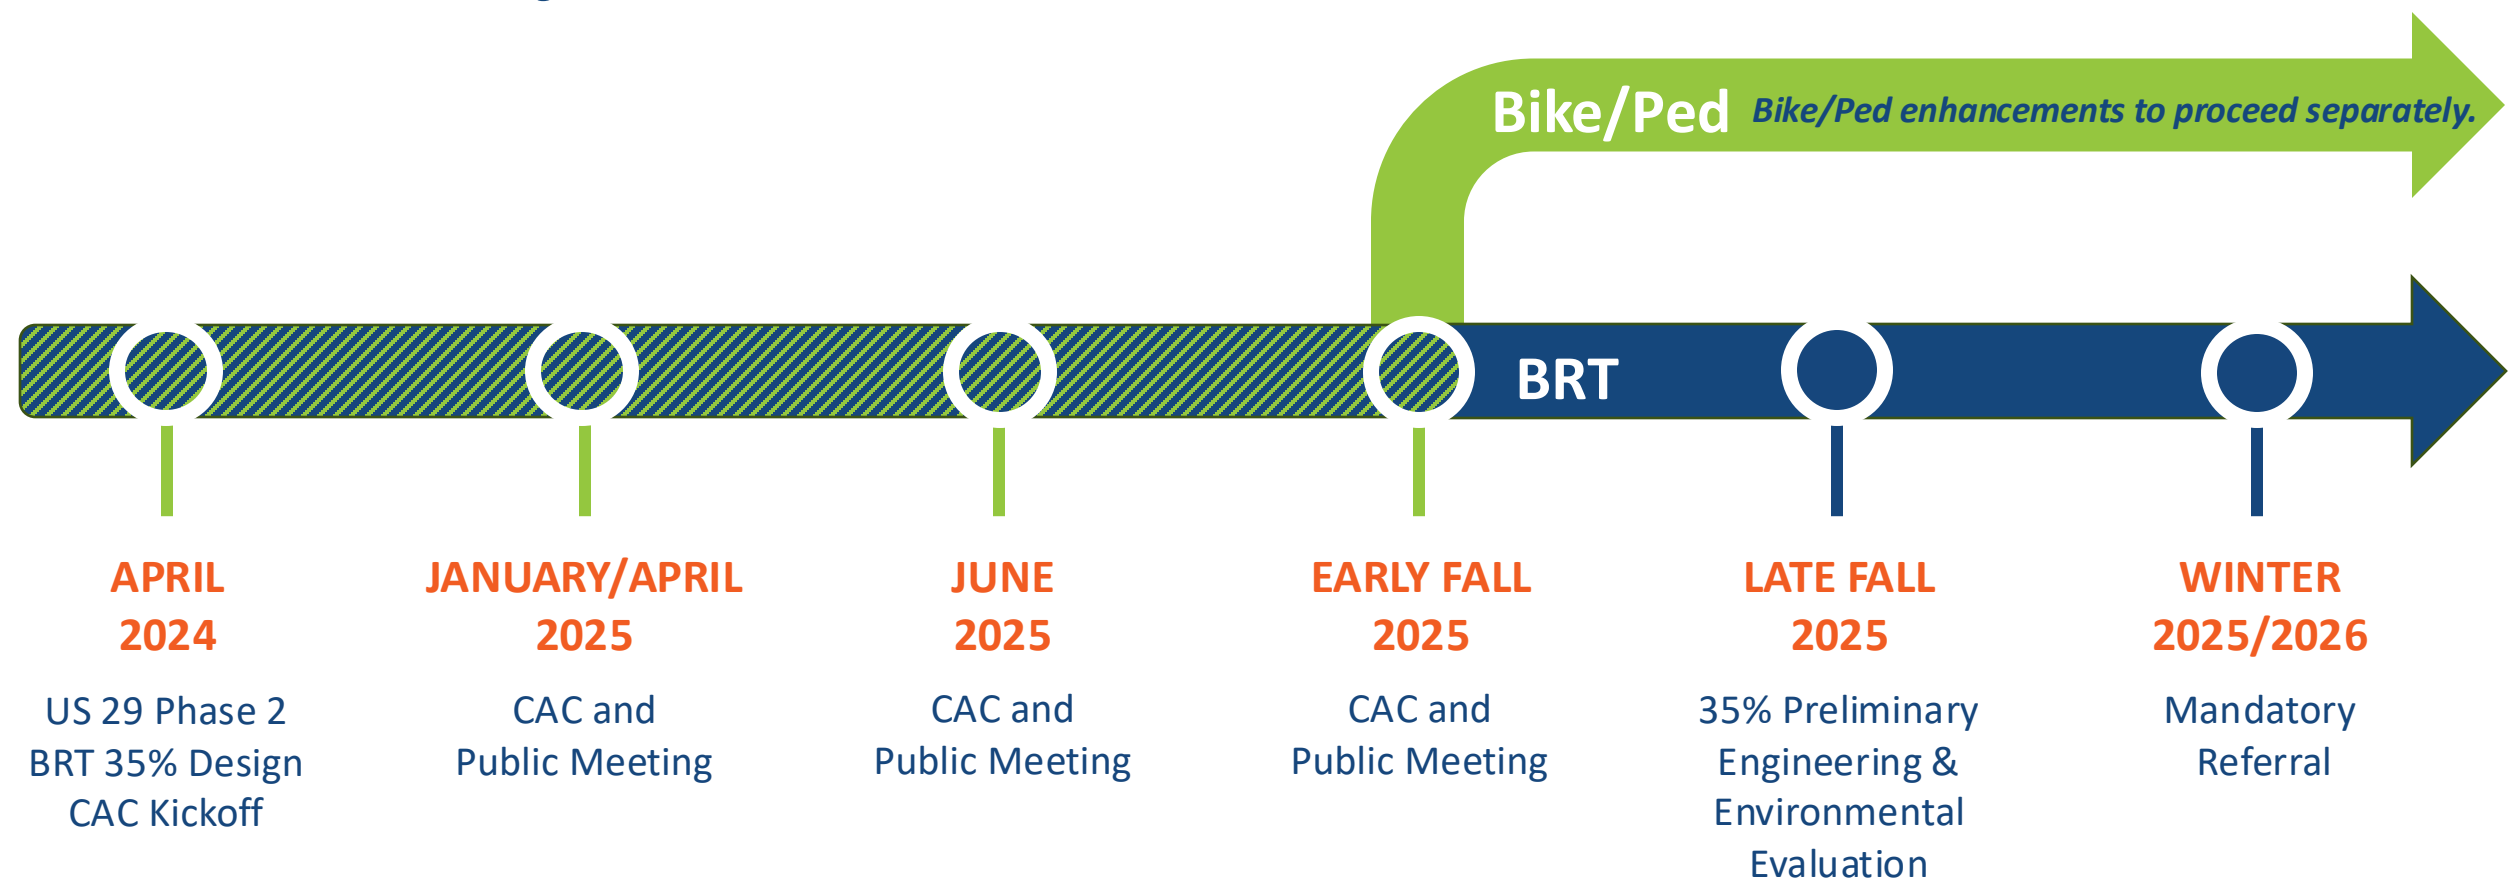 Bike/Ped Bike/Ped enhancements to proceed separately.
BRT
APRIL
2024
US 29 Phase 2
BRT 35% Design
CAC Kickoff
JANUARY/APRIL
2025
CAC and
Public Meeting
JUNE
2025
CAC and
Public Meeting
EARLY FALL
2025
CAC and
Public Meeting
LATE FALL
2025
35% Preliminary
Engineering &
Environmental
Evaluation
WINTER
2025/2026
Mandatory
Referral